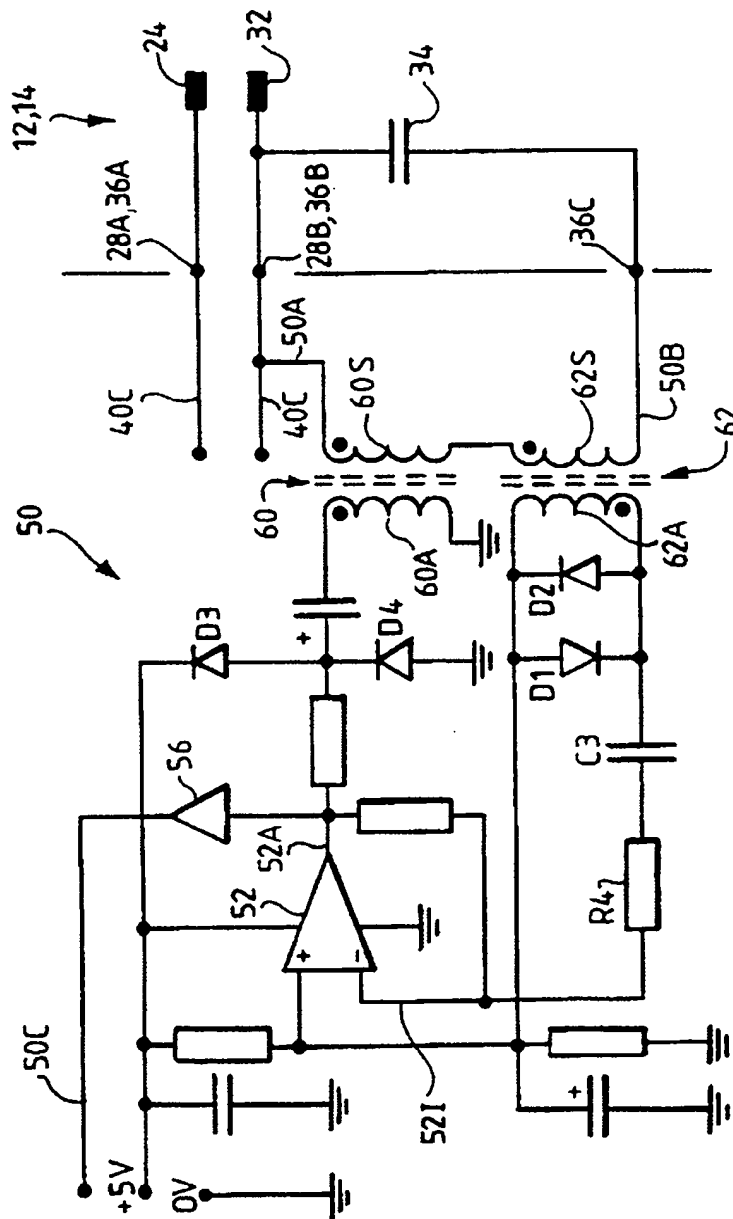 12,14
24
32
34
28A,36A
28B,36B
36C
40C
40C
50A
50B
60S
62S
60
62
60A
62A
50
D3
D4
D2
D1
C3
R4
56
52A
52
+
+
−
52I
+
50C
+5V
0V